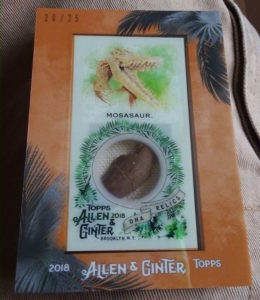 20/25
MOSASAUR.
TOPPS
ALLEN 2018
& GINTER
BROOKLYN, N.Y.
DNA RELICS
2018 ALLEN & GINTER TOPPS